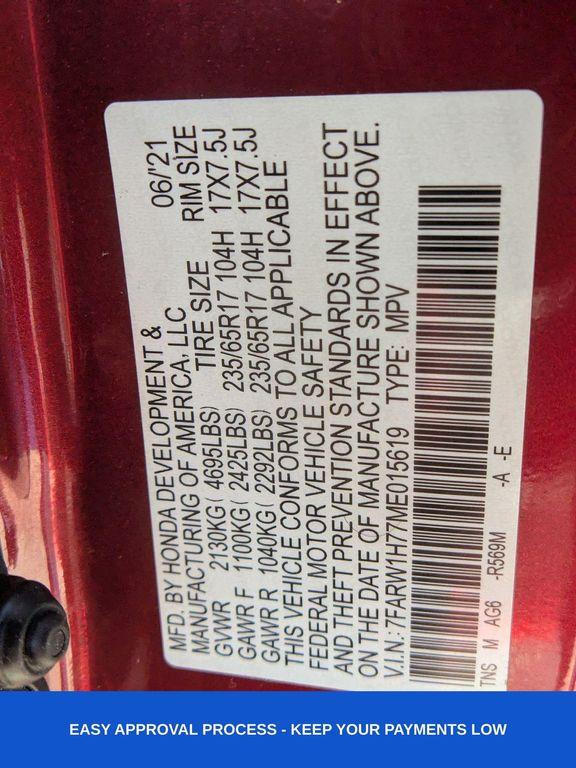 MFD. BY HONDA DEVELOPMENT &
MANUFACTURING OF AMERICA, LLC 06/'21
GVWR 2130KG( 4695LBS) TIRE SIZE RIM SIZE
GAWR F 1100KG( 2425LBS) 235/65R17 104H 17X7.5J
GAWR R 1040KG( 2292LBS) 235/65R17 104H 17X7.5J
THIS VEHICLE CONFORMS TO ALL APPLICABLE
FEDERAL MOTOR VEHICLE SAFETY
AND THEFT PREVENTION STANDARDS IN EFFECT
ON THE DATE OF MANUFACTURE SHOWN ABOVE.
V.I.N.: 7FARW1H77ME015619 TYPE: MPV
TNS M AG6 -R569M -A -E
EASY APPROVAL PROCESS - KEEP YOUR PAYMENTS LOW